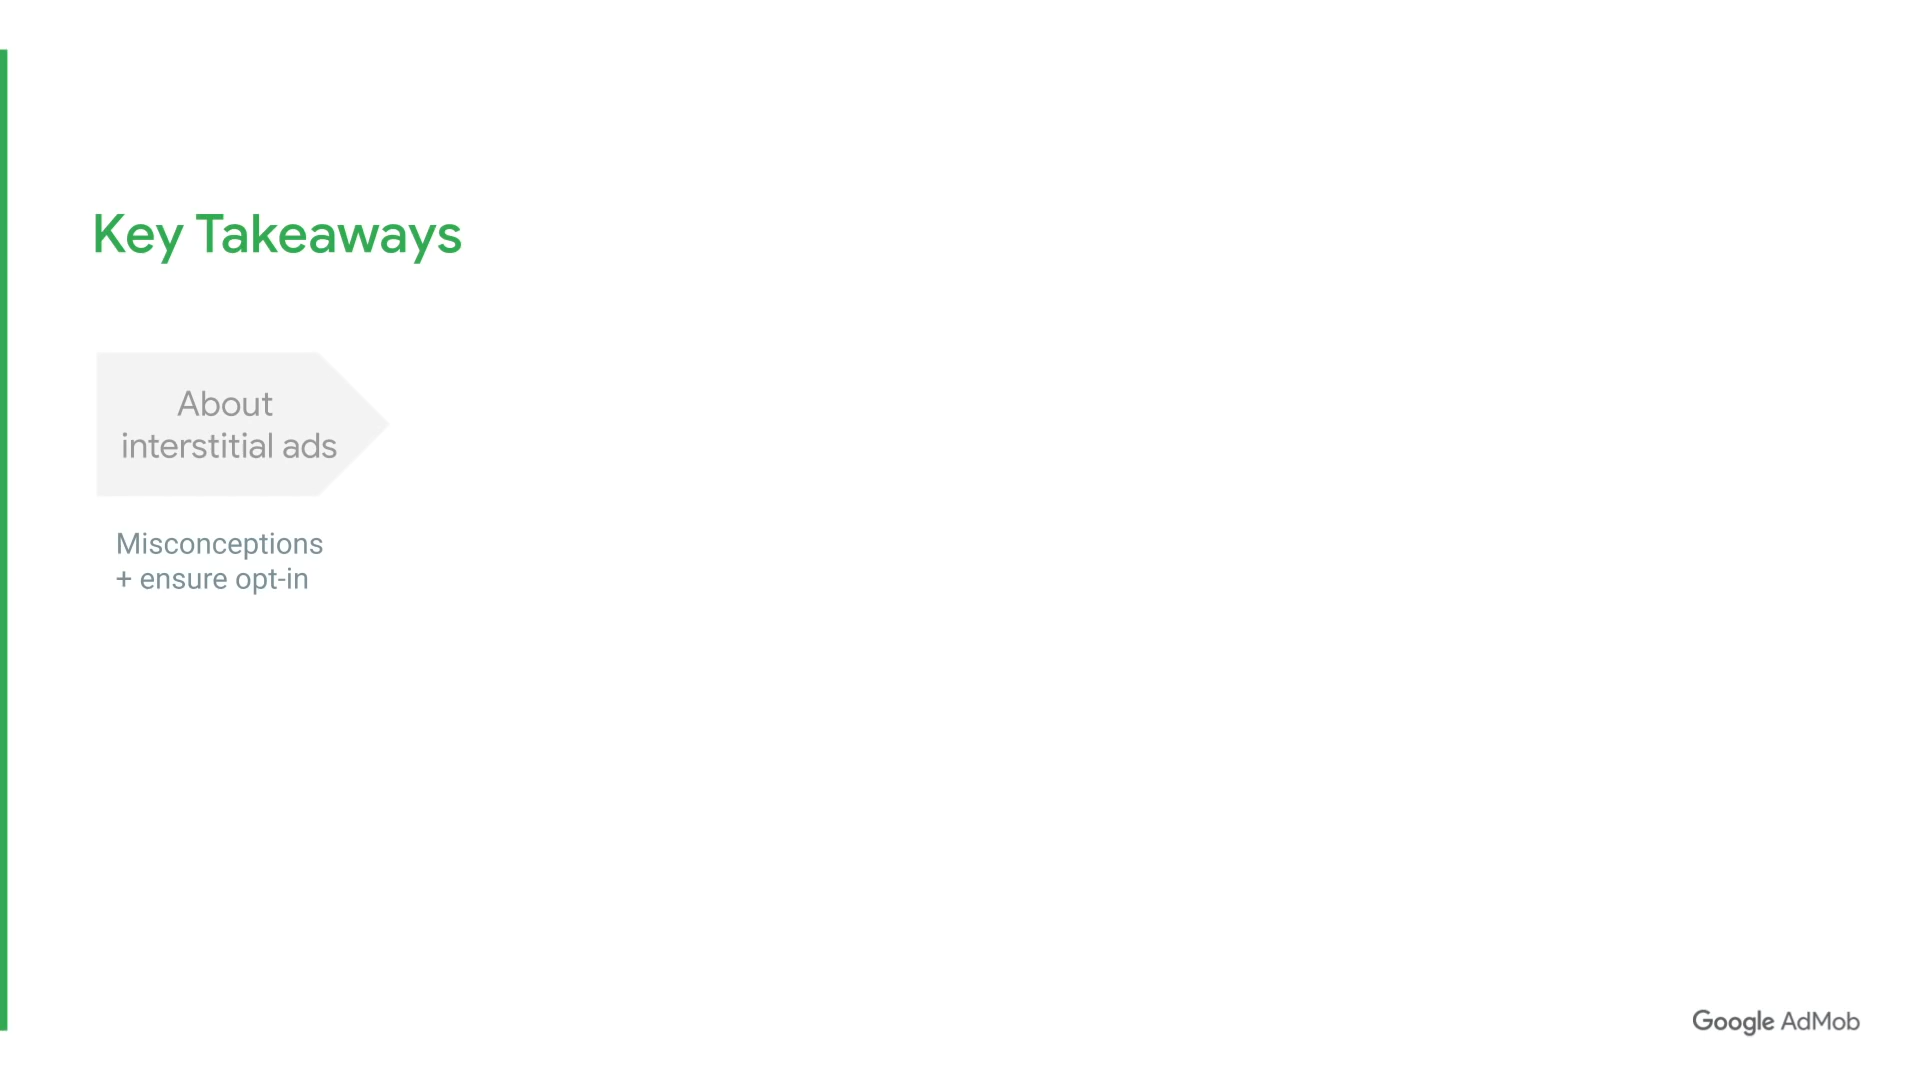 Key Takeaways
About
interstitial ads
Misconceptions
+ ensure opt-in
Google AdMob